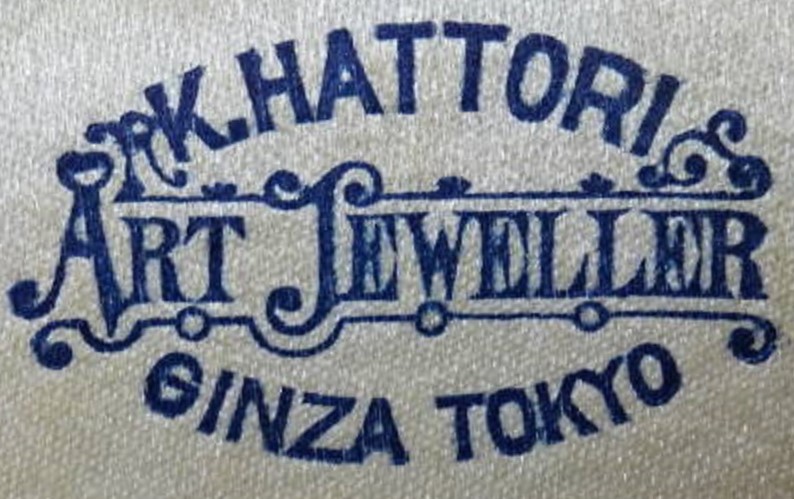 K.HATTORI
ART JEWELLER
GINZA TOKYO